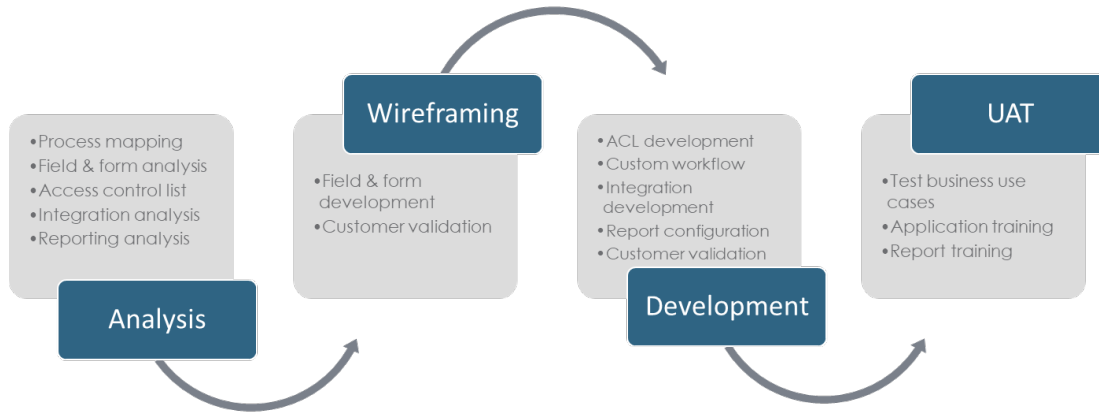 •Process mapping
•Field & form analysis
•Access control list
•Integration analysis
•Reporting analysis
Analysis
Wireframing
•Field & form
development
•Customer validation
•ACL development
•Custom workflow
•Integration
development
•Report configuration
•Customer validation
Development
UAT
•Test business use
cases
•Application training
•Report training